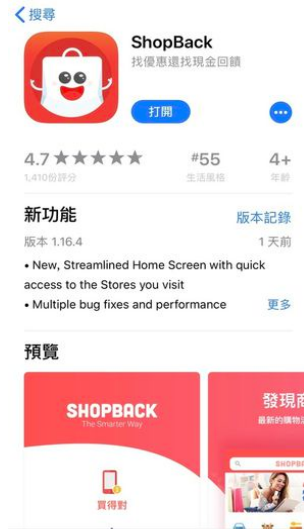 搜尋
ShopBack
找優惠還找現金回饋
打開
4.7 ★★★★★
#55
4+
1,410份評分
生活風格
年齡
新功能
版本記錄
版本 1.16.4
1 天前
• New, Streamlined Home Screen with quick
access to the Stores you visit
• Multiple bug fixes and performance
更多
預覽
SHOPBACK
The Smarter Way
買得對
發現商
最新的購物
SHOPB